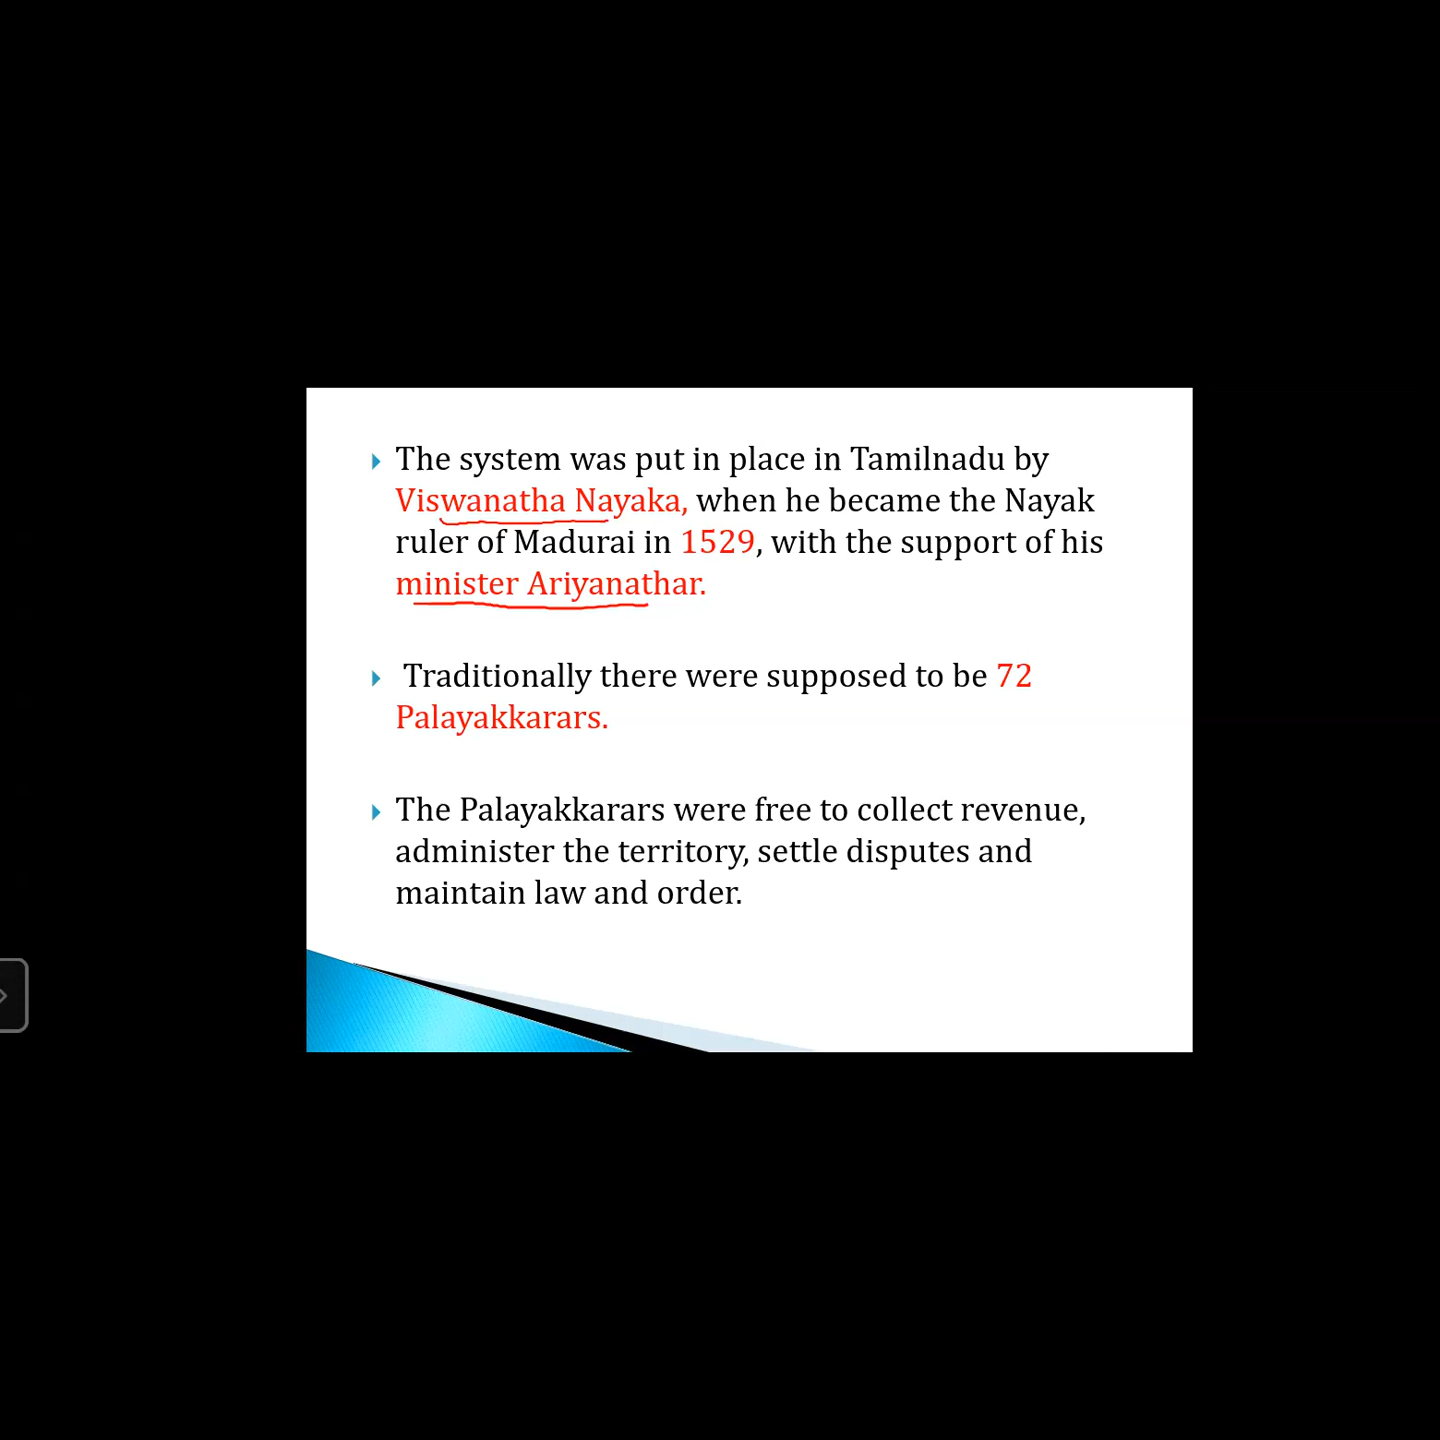 The system was put in place in Tamilnadu by
Viswanatha Nayaka, when he became the Nayak
ruler of Madurai in 1529, with the support of his
minister Ariyanathar.
Traditionally there were supposed to be 72
Palayakkarars.
The Palayakkarars were free to collect revenue,
administer the territory, settle disputes and
maintain law and order.